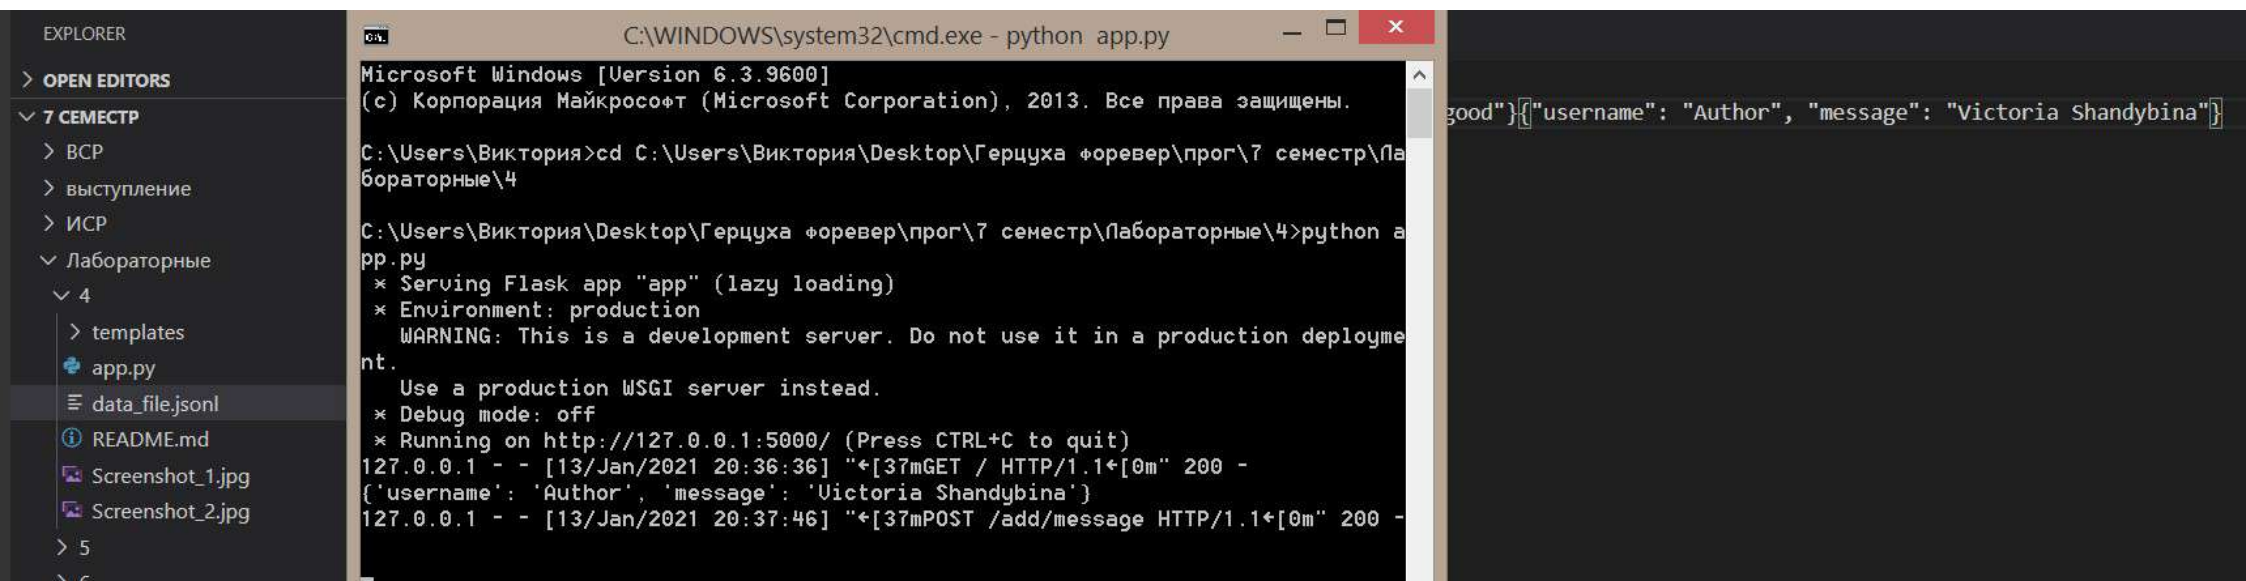 EXPLORER
OPEN EDITORS
7 СЕМЕСТР
ВСР
выступление
ИСР
Лабораторные
4
templates
app.py
data_file.jsonl
README.md
Screenshot_1.jpg
Screenshot_2.jpg
5
C:\WINDOWS\system32\cmd.exe - python app.py
Microsoft Windows [Version 6.3.9600]
(c) Корпорация Майкрософт (Microsoft Corporation), 2013. Все права защищены.
C:\Users\Виктория>cd C:\Users\Виктория\Desktop\Герцуха форевер\прог\7 семестр\Ла
бораторные\4
C:\Users\Виктория\Desktop\Герцуха форевер\прог\7 семестр\Лабораторные\4>python a
pp.py
* Serving Flask app "app" (lazy loading)
* Environment: production
WARNING: This is a development server. Do not use it in a production deployme
nt.
Use a production WSGI server instead.
* Debug mode: off
* Running on http://127.0.0.1:5000/ (Press CTRL+C to quit)
127.0.0.1 - - [13/Jan/2021 20:36:36] "←[37mGET / HTTP/1.1←[0m" 200 -
{'username': 'Author', 'message': 'Victoria Shandybina'}
127.0.0.1 - - [13/Jan/2021 20:37:46] "←[37mPOST /add/message HTTP/1.1←[0m" 200 -
good"}{"username": "Author", "message": "Victoria Shandybina"}